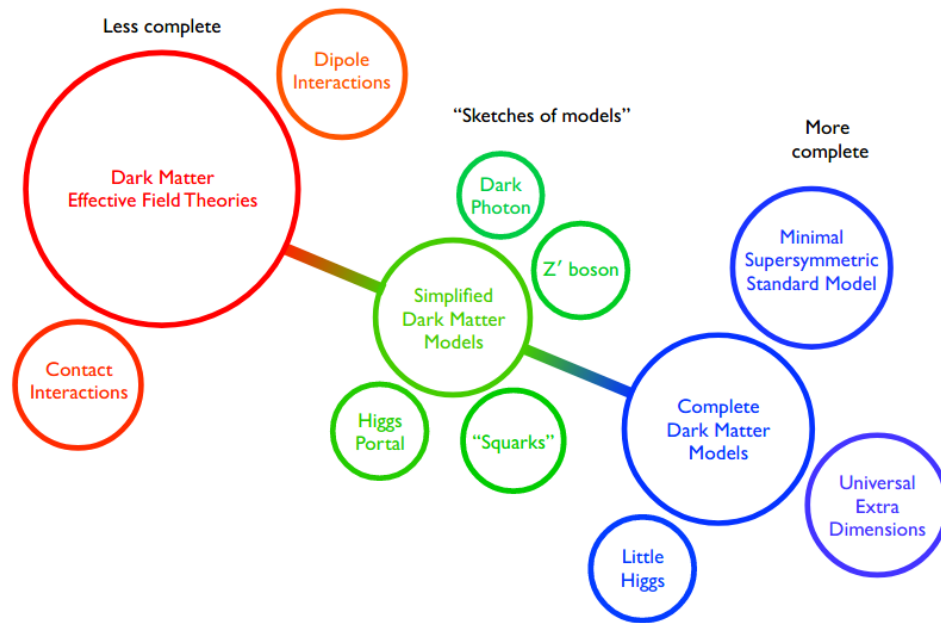 Less complete
Dipole
Interactions
Dark Matter
Effective Field Theories
Contact
Interactions
“Sketches of models”
Dark
Photon
Z′ boson
Simplified
Dark Matter
Models
Higgs
Portal
“Squarks”
More
complete
Minimal
Supersymmetric
Standard Model
Complete
Dark Matter
Models
Universal
Extra
Dimensions
Little
Higgs